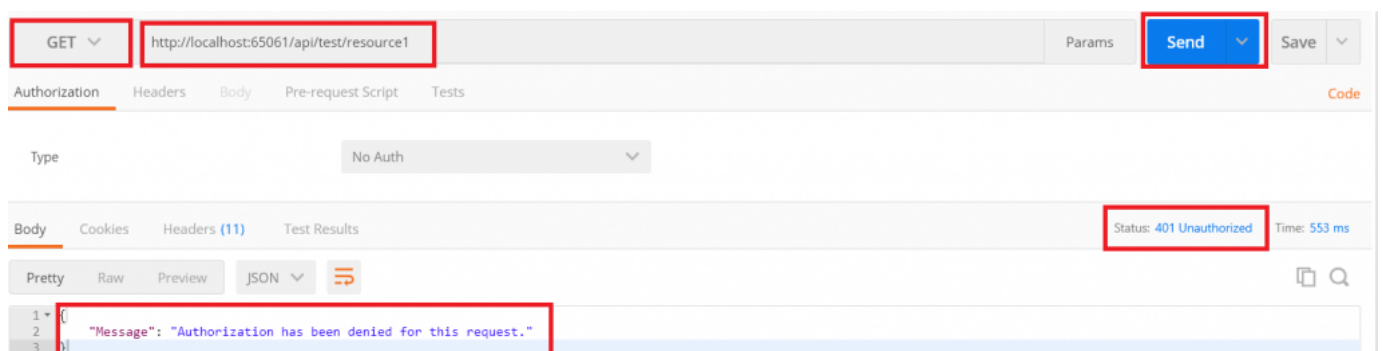 GET http://localhost:65061/api/test/resource1 Params Send Save
Authorization Headers Body Pre-request Script Tests Code
Type No Auth
Body Cookies Headers (11) Test Results Status: 401 Unauthorized Time: 553 ms
Pretty Raw Preview JSON
1 {
2 "Message": "Authorization has been denied for this request."
3 }